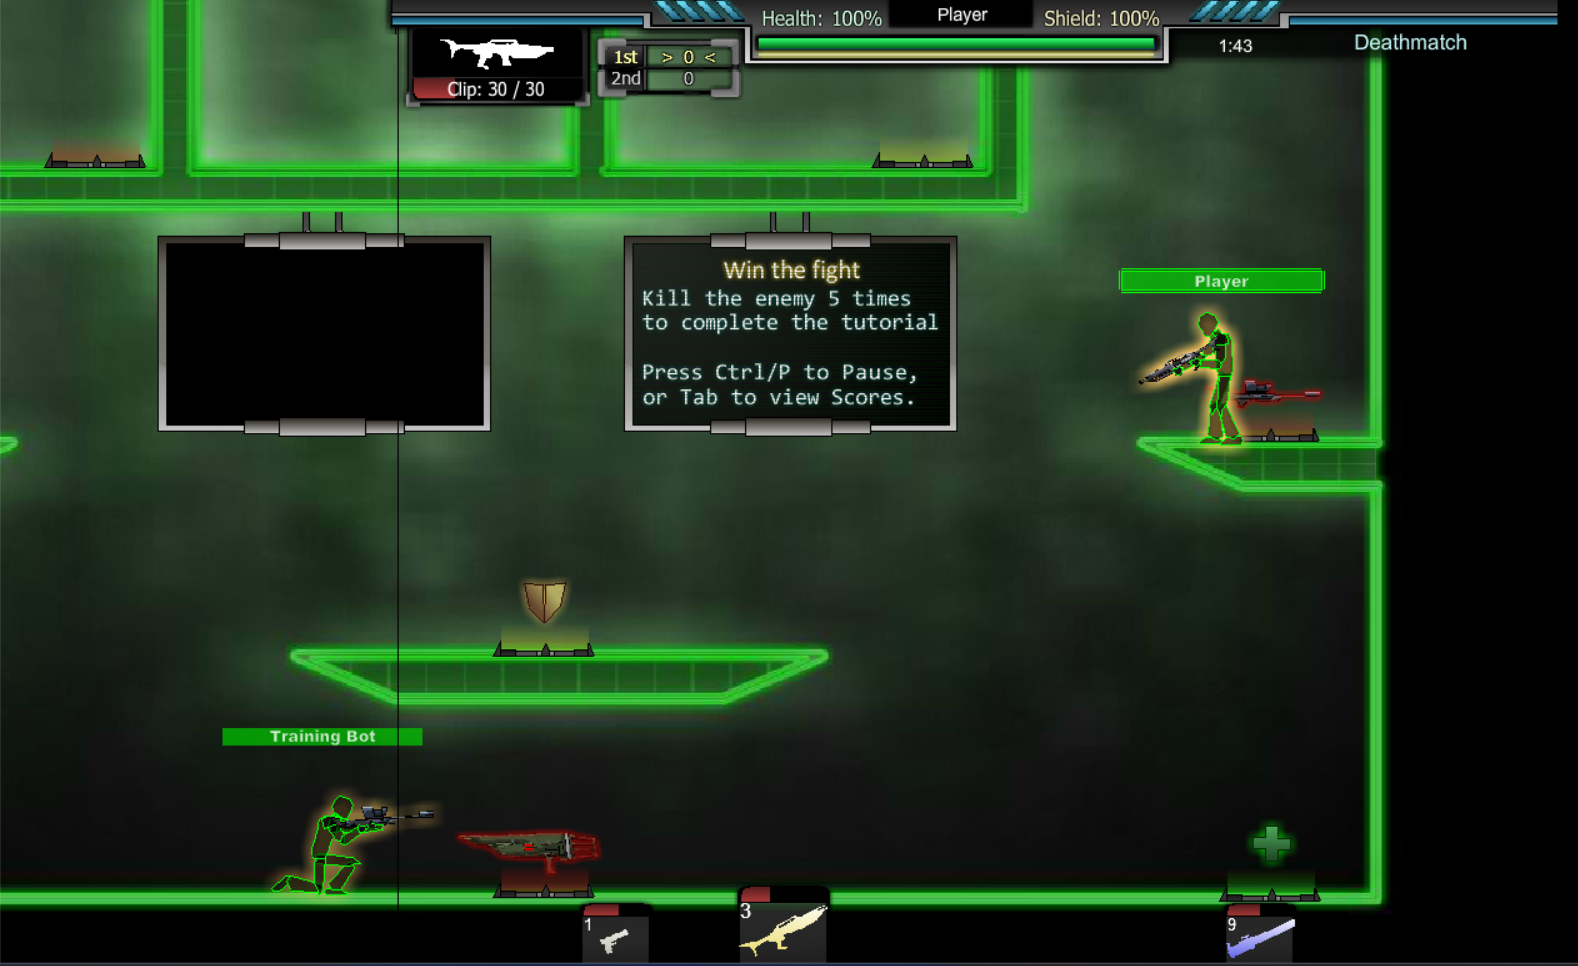 Health: 100%
Player
Shield: 100%
1:43
Deathmatch
Clip: 30 / 30
1st > 0 <
2nd 0
Win the fight
Kill the enemy 5 times
to complete the tutorial
Press Ctrl/P to Pause,
or Tab to view Scores.
Player
Training Bot
1
3
9